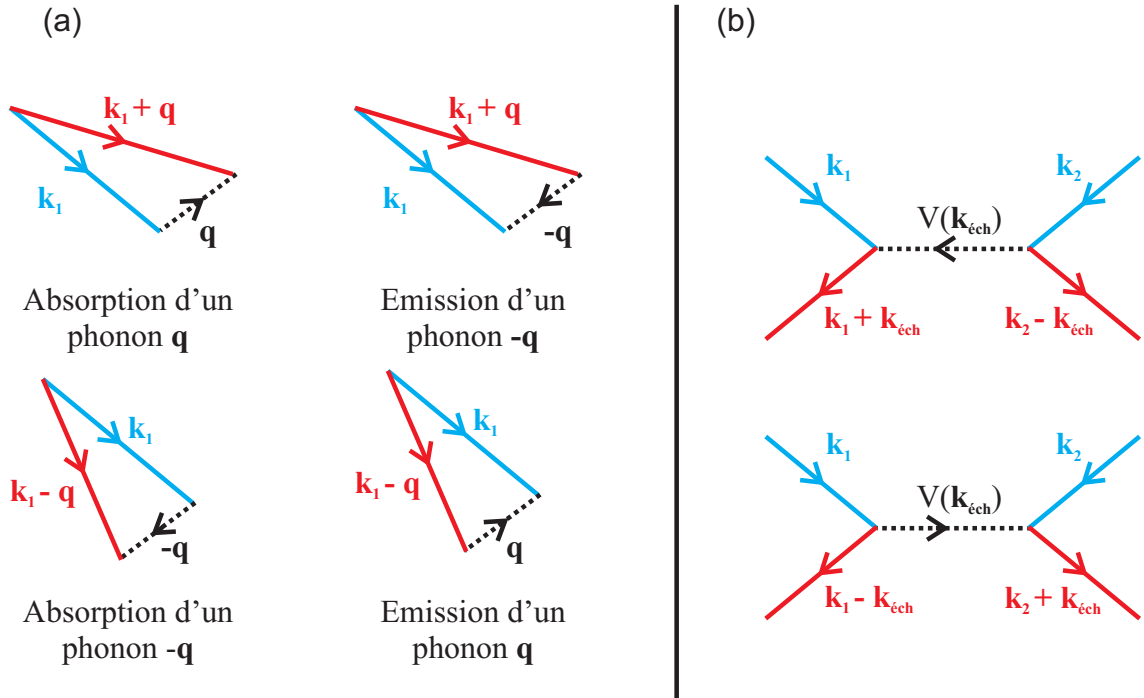 (a)
k₁ + q
k₁
q
Absorption d'un
phonon q
k₁ + q
k₁
-q
Emission d'un
phonon -q
k₁
k₁ - q
-q
Absorption d'un
phonon -q
k₁
k₁ - q
q
Emission d'un
phonon q
(b)
k₁
k₂
V(kéch)
k₁ + kéch
k₂ - kéch
k₁
k₂
V(kéch)
k₁ - kéch
k₂ + kéch